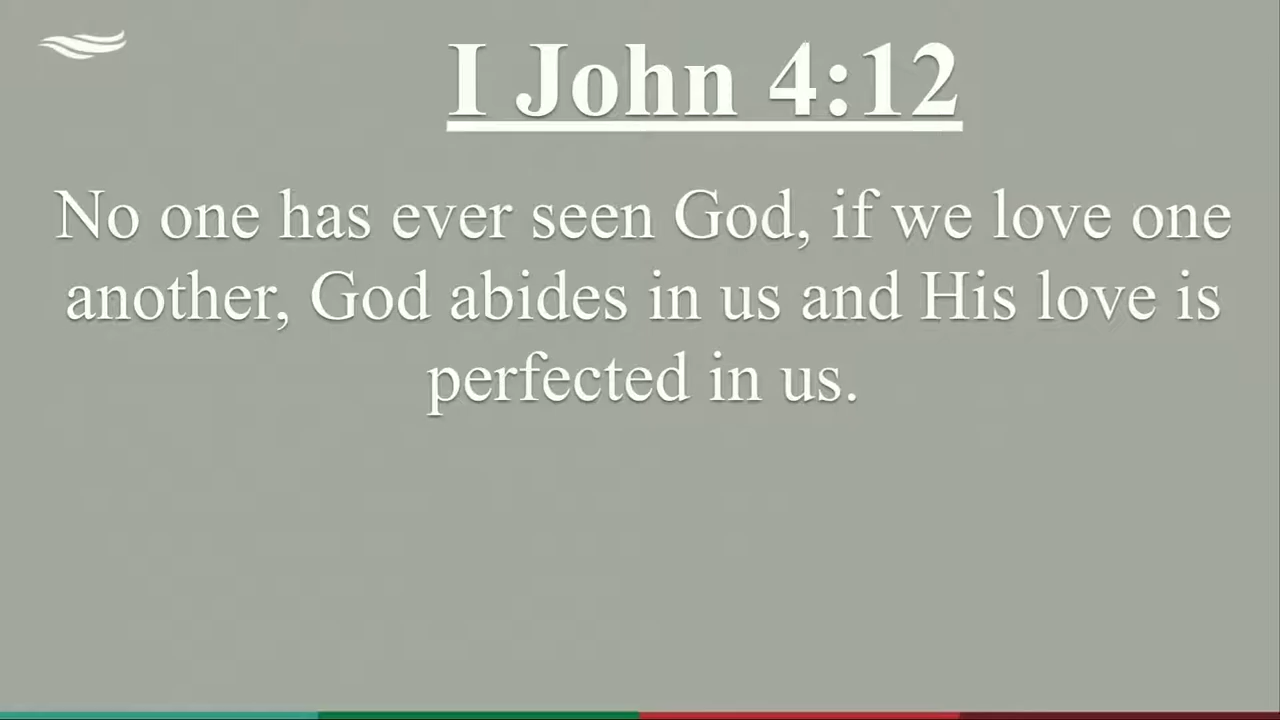 I John 4:12
No one has ever seen God, if we love one
another, God abides in us and His love is
perfected in us.